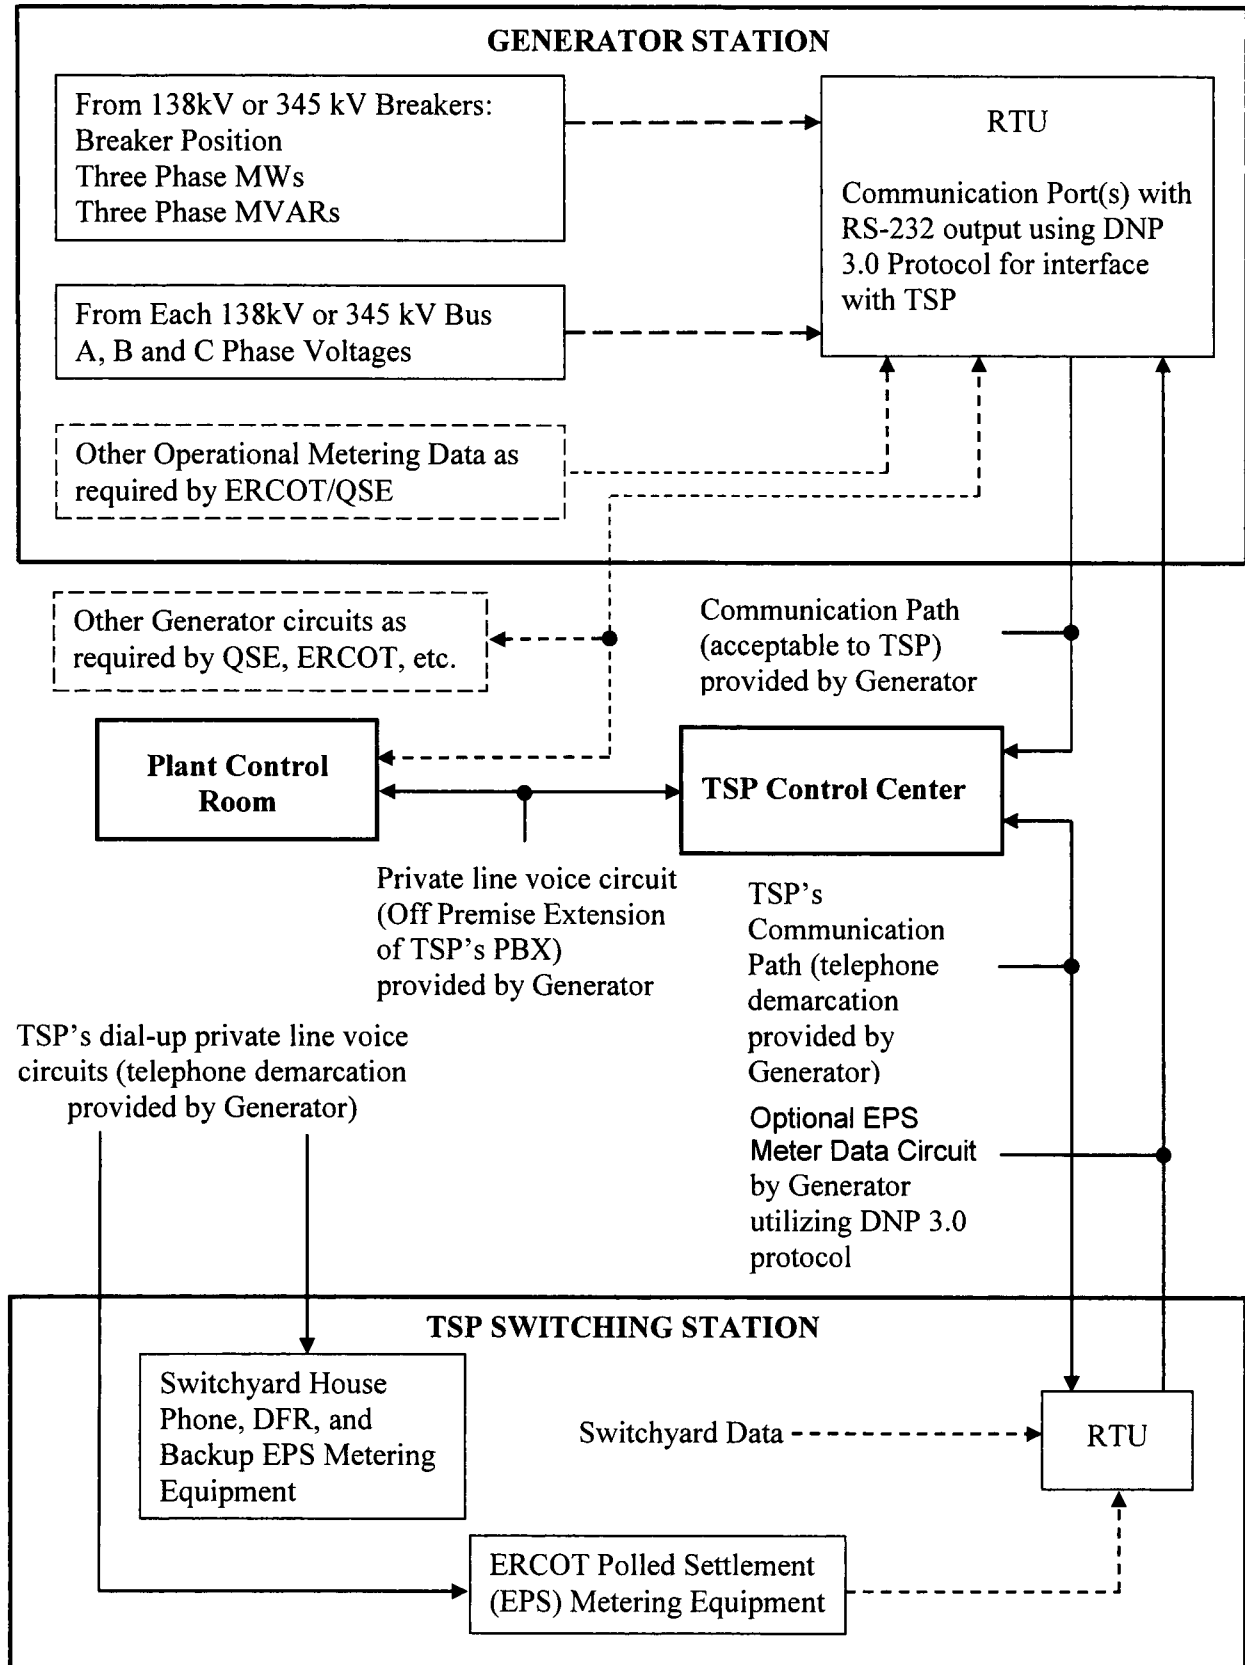 GENERATOR STATION
From 138kV or 345 kV Breakers:
Breaker Position
Three Phase MWs
Three Phase MVARs
RTU
Communication Port(s) with
RS-232 output using DNP
3.0 Protocol for interface
with TSP
From Each 138kV or 345 kV Bus
A, B and C Phase Voltages
Other Operational Metering Data as
required by ERCOT/QSE
Other Generator circuits as
required by QSE, ERCOT, etc.
Communication Path
(acceptable to TSP)
provided by Generator
Plant Control
Room
TSP Control Center
Private line voice circuit
(Off Premise Extension
of TSP's PBX)
provided by Generator
TSP's
Communication
Path (telephone
demarcation
provided by
Generator)
TSP's dial-up private line voice
circuits (telephone demarcation
provided by Generator)
Optional EPS
Meter Data Circuit
by Generator
utilizing DNP 3.0
protocol
TSP SWITCHING STATION
Switchyard House
Phone, DFR, and
Backup EPS Metering
Equipment
Switchyard Data
RTU
ERCOT Polled Settlement
(EPS) Metering Equipment